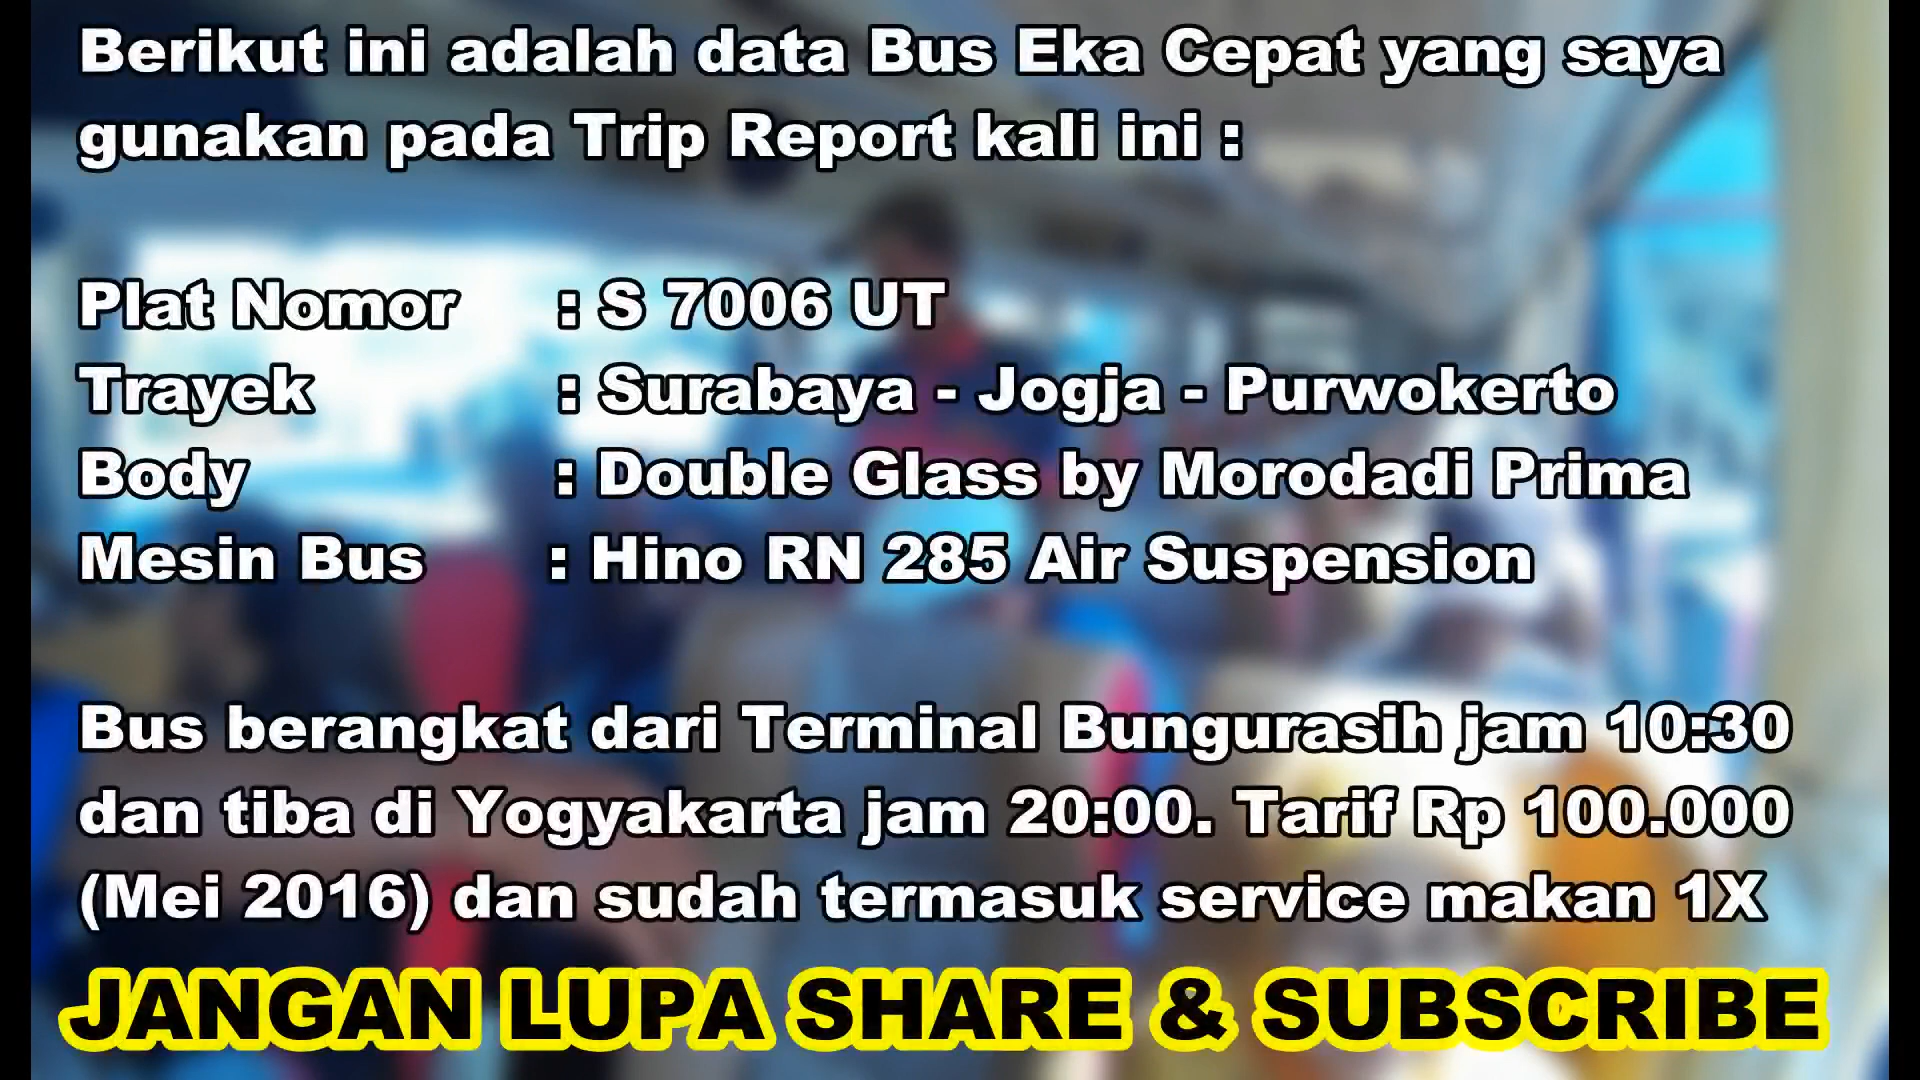 Berikut ini adalah data Bus Eka Cepat yang saya
gunakan pada Trip Report kali ini :
Plat Nomor : S 7006 UT
Trayek : Surabaya - Jogja - Purwokerto
Body : Double Glass by Morodadi Prima
Mesin Bus : Hino RN 285 Air Suspension
Bus berangkat dari Terminal Bungurasih jam 10:30
dan tiba di Yogyakarta jam 20:00. Tarif Rp 100.000
(Mei 2016) dan sudah termasuk service makan 1X
JANGAN LUPA SHARE & SUBSCRIBE